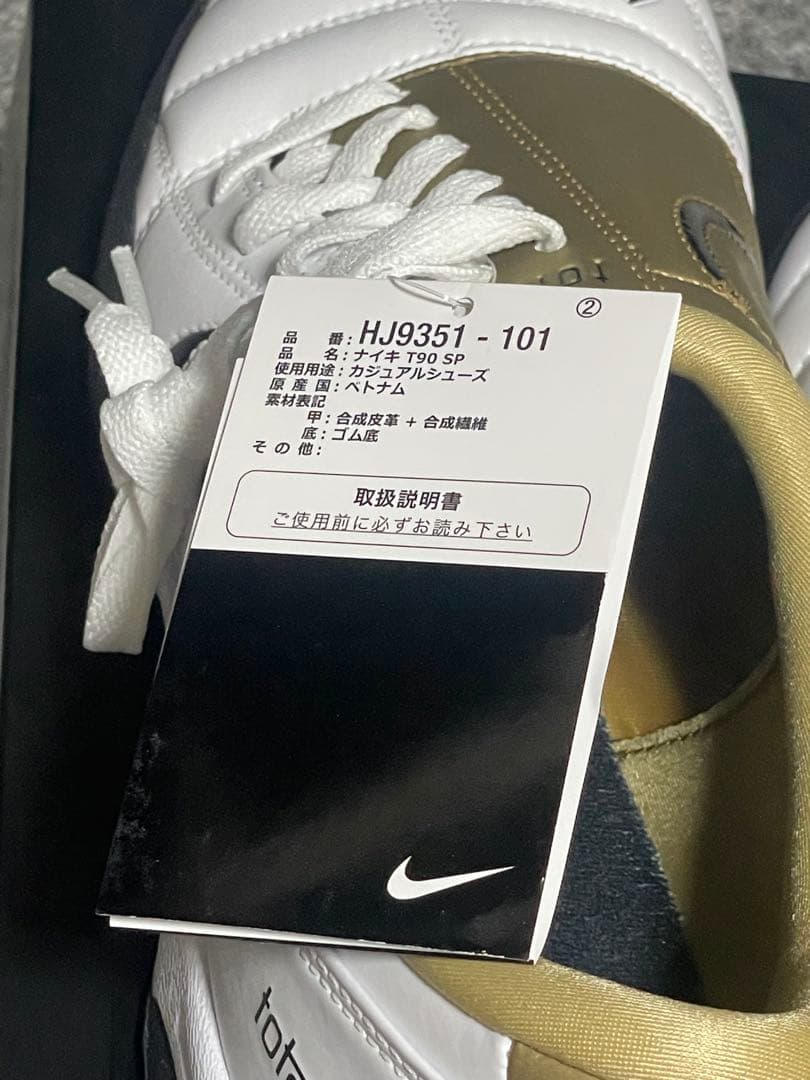 ②
品番:HJ9351-101
品名:ナイキ T90 SP
使用用途:カジュアルシューズ
原産国:ベトナム
素材表記
甲:合成皮革 + 合成繊維
底:ゴム底
その他:
取扱説明書
ご使用前に必ずお読み下さい